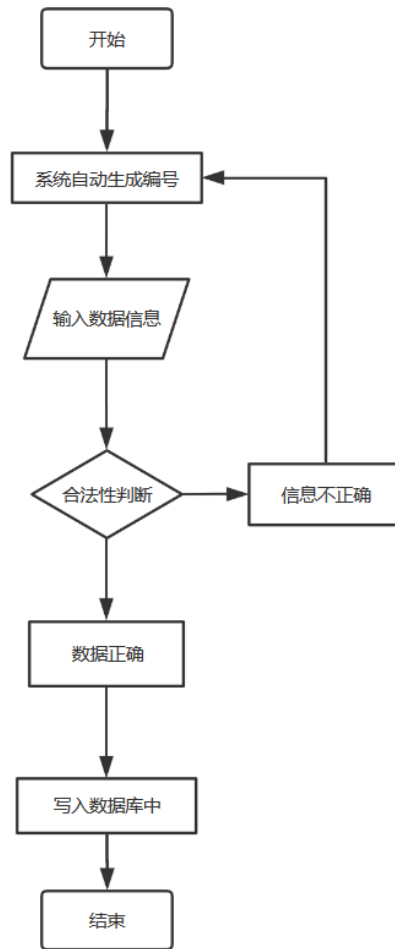 开始
系统自动生成编号
输入数据信息
合法性判断
信息不正确
数据正确
写入数据库中
结束